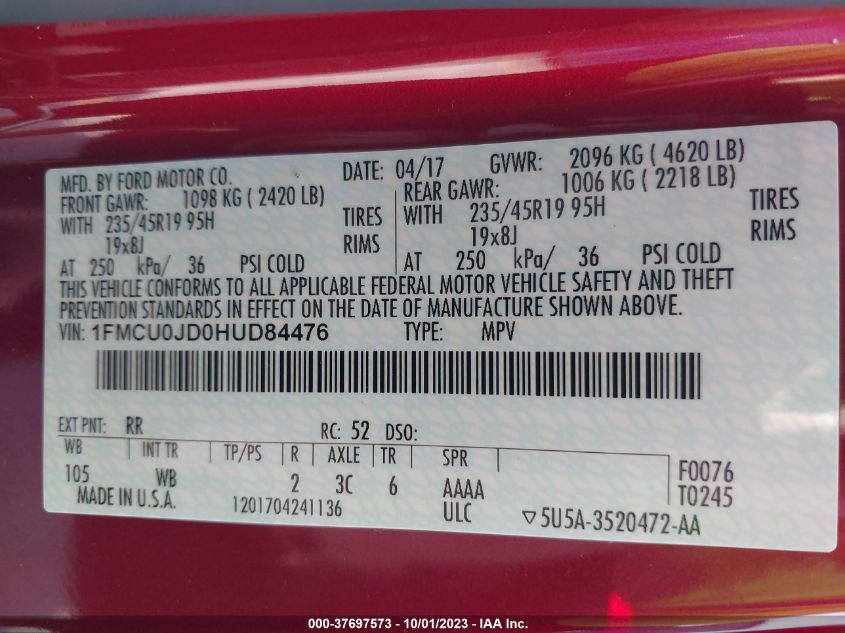 MFD. BY FORD MOTOR CO.
DATE: 04/17 GVWR: 2096 KG ( 4620 LB)
FRONT GAWR: 1098 KG ( 2420 LB)
REAR GAWR: 1006 KG ( 2218 LB)
WITH 235/45R19 95H TIRES
WITH 235/45R19 95H TIRES
19x8J RIMS
19x8J RIMS
AT 250 kPa/ 36 PSI COLD
AT 250 kPa/ 36 PSI COLD
THIS VEHICLE CONFORMS TO ALL APPLICABLE FEDERAL MOTOR VEHICLE SAFETY AND THEFT
PREVENTION STANDARDS IN EFFECT ON THE DATE OF MANUFACTURE SHOWN ABOVE.
VIN: 1FMCU0JD0HUD84476 TYPE: MPV
EXT PNT: RR RC: 52 DSO:
WB INT TR TP/PS R AXLE TR SPR
105 WB 2 3C 6 AAAA F0076
MADE IN U.S.A. 1201704241136 ULC T0245
▽5U5A-3520472-AA
000-37697573 - 10/01/2023 - IAA Inc.